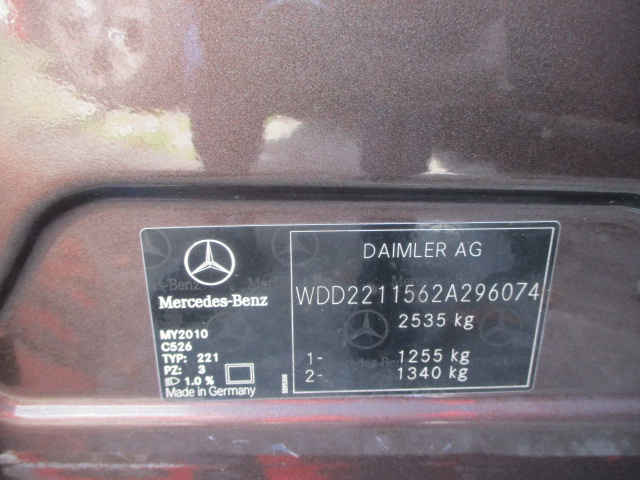 Mercedes-Benz
MY2010
C526
TYP: 221
PZ: 3
1.0 %
Made in Germany
DAIMLER AG
WDD2211562A296074
2535 kg
1- 1255 kg
2- 1340 kg